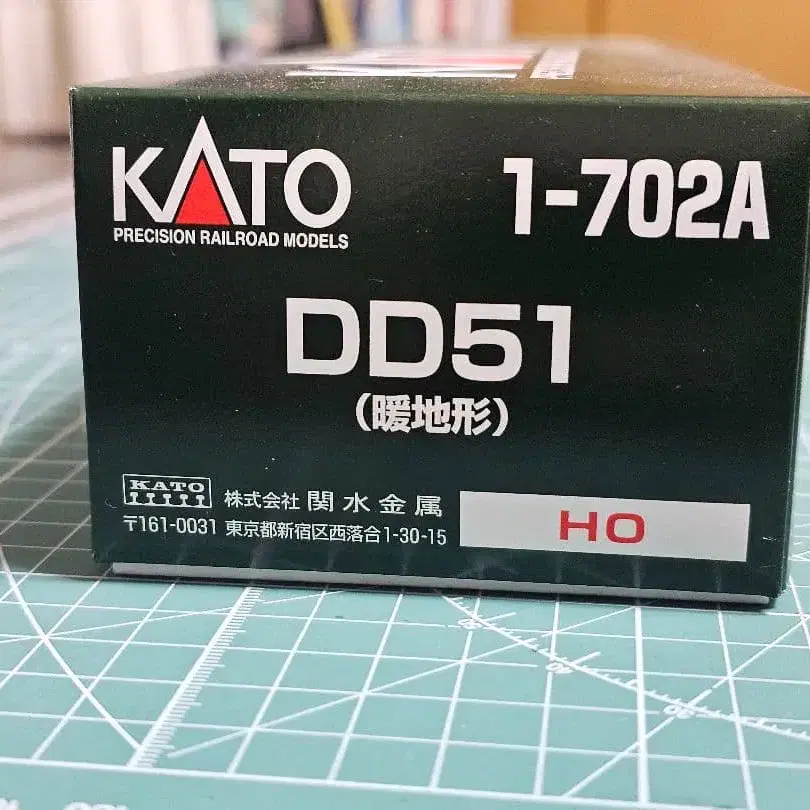 KATO
PRECISION RAILROAD MODELS
1-702A
DD51
(暖地形)
KATO
株式会社 関水金属
〒161-0031 東京都新宿区西落合1-30-15
HO
40